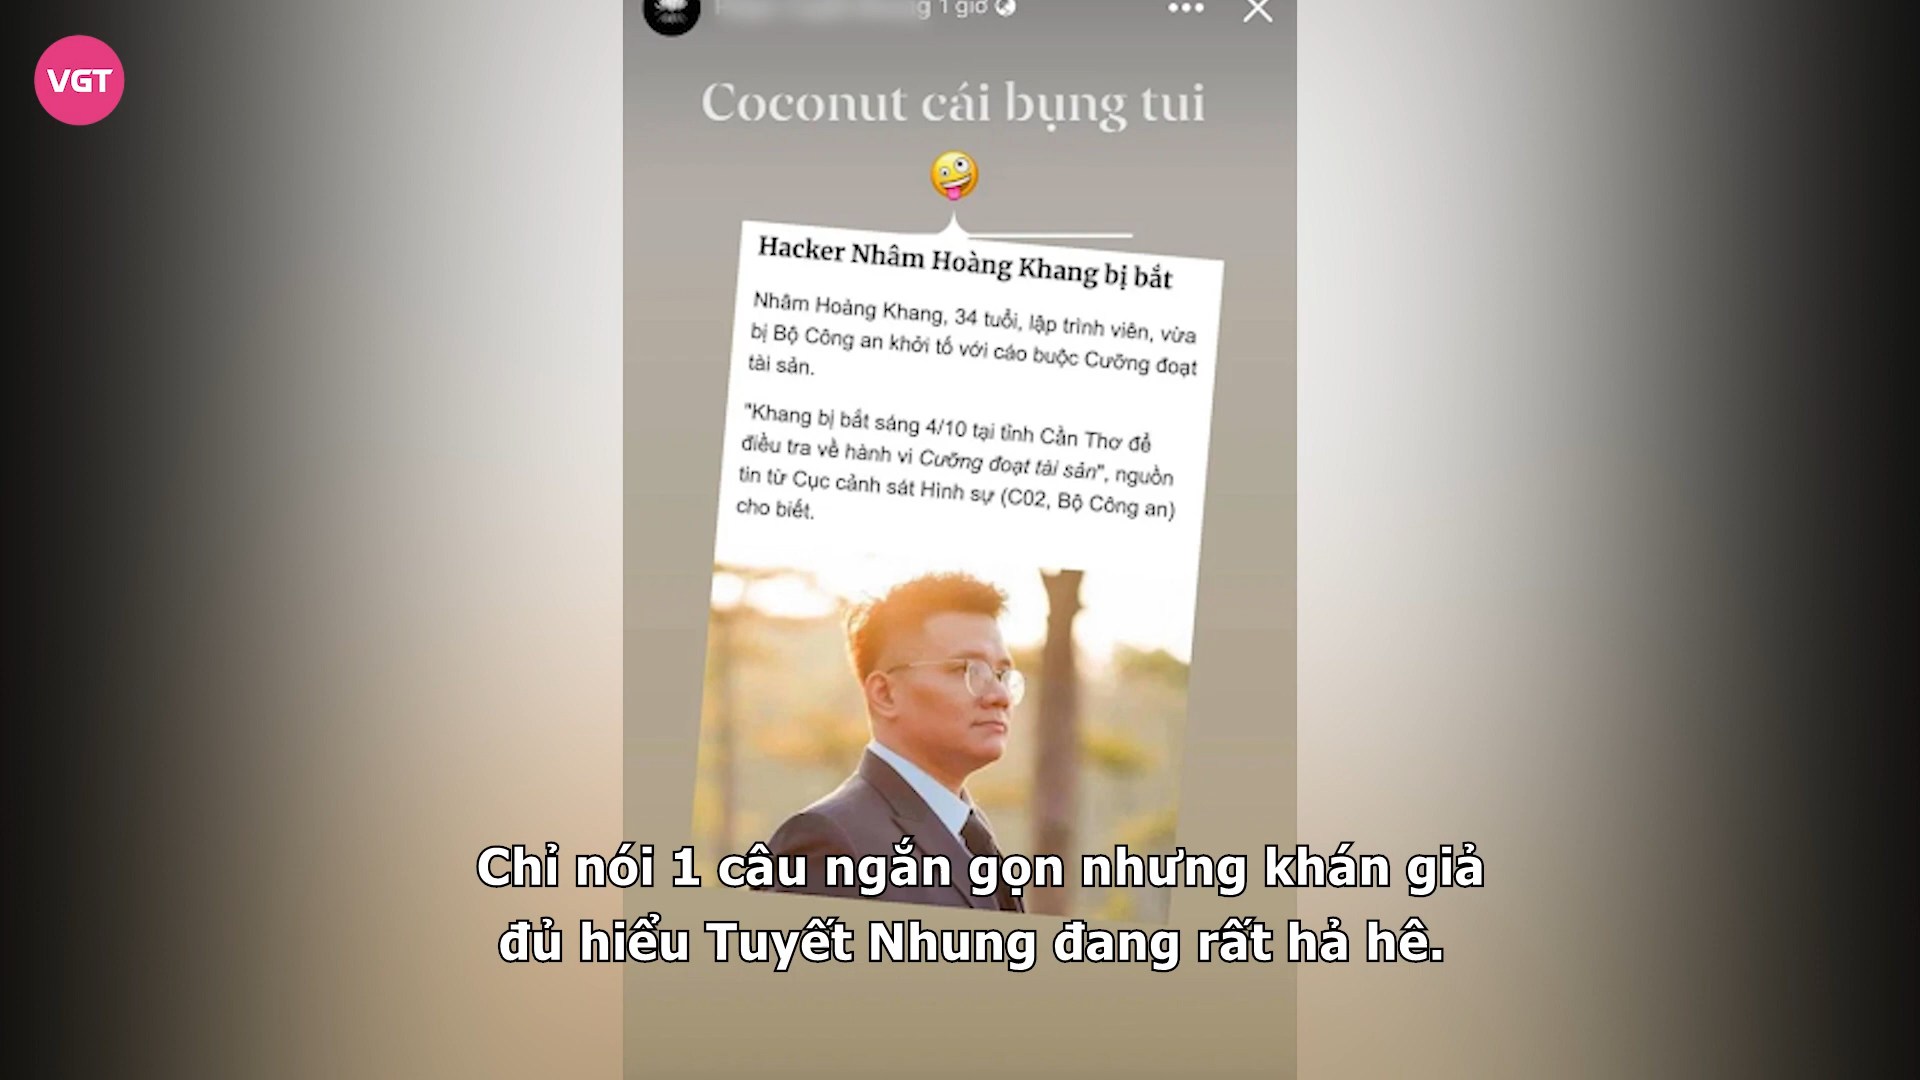 VGT
1 giờ
Coconut cái bụng tui
Hacker Nhâm Hoàng Khang bị bắt
Nhâm Hoàng Khang, 34 tuổi, lập trình viên, vừa
bị Bộ Công an khởi tố với cáo buộc Cưỡng đoạt
tài sản.
"Khang bị bắt sáng 4/10 tại tỉnh Cần Thơ để
điều tra về hành vi Cưỡng đoạt tài sản", nguồn
tin từ Cục cảnh sát Hình sự (C02, Bộ Công an)
cho biết.
Chỉ nói 1 câu ngắn gọn nhưng khán giả
đủ hiểu Tuyết Nhung đang rất hả hê.